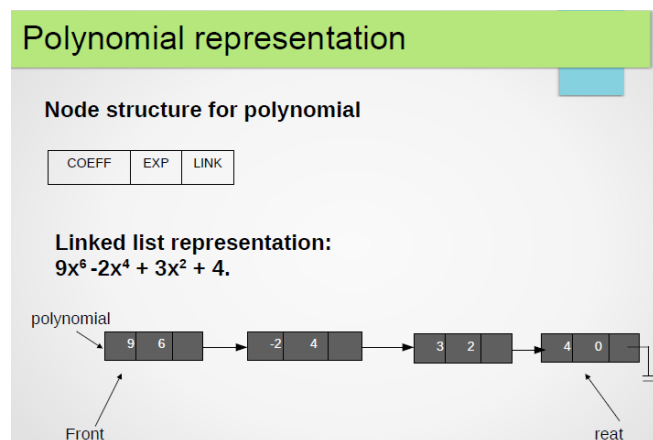 Polynomial representation
Node structure for polynomial
COEFF EXP LINK
Linked list representation:
9x⁶ -2x⁴ + 3x² + 4.
polynomial
9 6 -2 4 3 2 4 0
Front reat